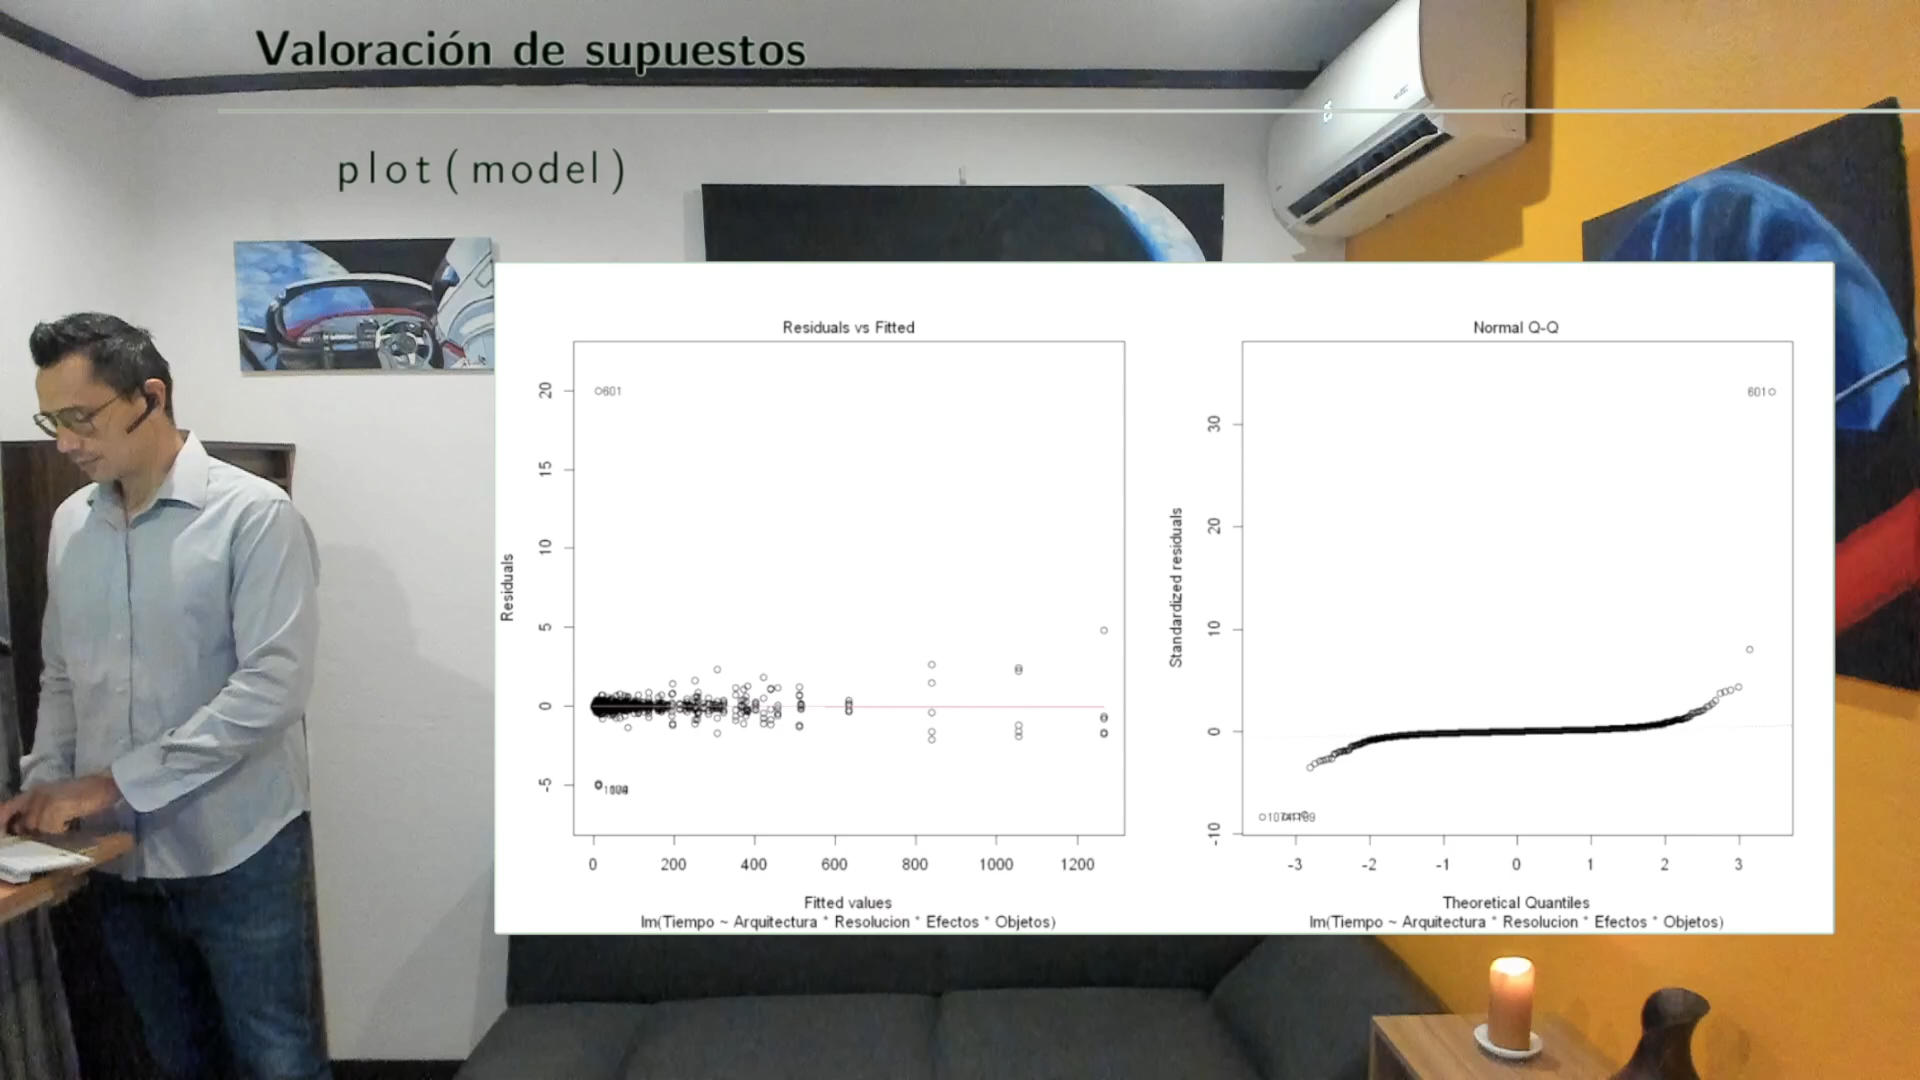 Valoración de supuestos
plot(model)
Residuals vs Fitted
601
20
15
10
5
0
-5
Residuals
0 200 400 600 800 1000 1200
Fitted values
lm(Tiempo ~ Arquitectura * Resolucion * Efectos * Objetos)
Normal Q-Q
601
30
20
10
0
-10
Standardized residuals
-3 -2 -1 0 1 2 3
Theoretical Quantiles
lm(Tiempo ~ Arquitectura * Resolucion * Efectos * Objetos)